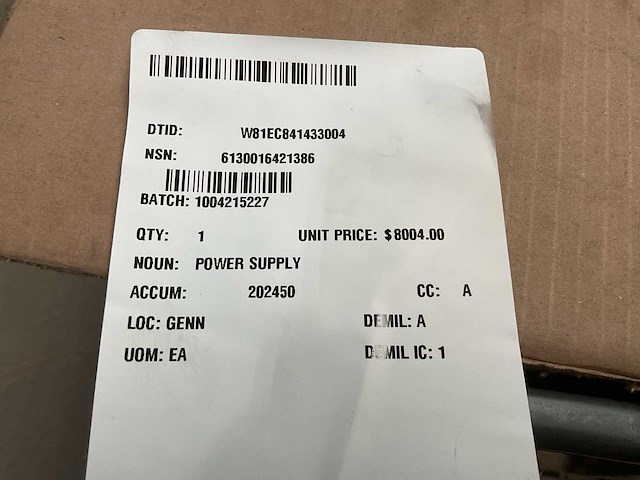 DTID: W81EC841433004
NSN: 6130016421386
BATCH: 1004215227
QTY: 1 UNIT PRICE: $8004.00
NOUN: POWER SUPPLY
ACCUM: 202450 CC: A
LOC: GENN DEMIL: A
UOM: EA DEMIL IC: 1